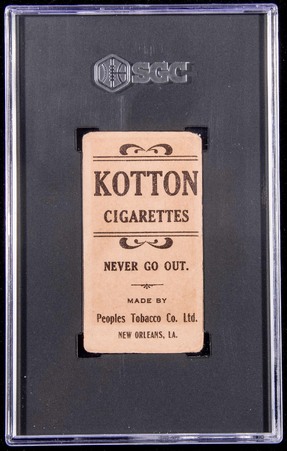 SGC
KOTTON
CIGARETTES
NEVER GO OUT.
MADE BY
Peoples Tobacco Co. Ltd.
NEW ORLEANS, LA.